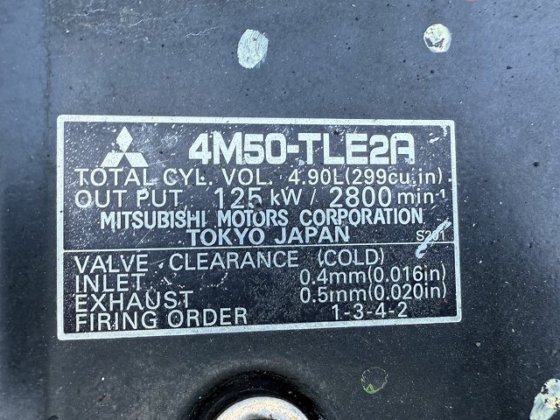 4M50-TLE2A
TOTAL CYL. VOL. 4.90L(299cu.in)
OUT PUT 125 kW / 2800 min⁻¹
MITSUBISHI MOTORS CORPORATION
TOKYO JAPAN S201
VALVE CLEARANCE (COLD)
INLET 0.4mm(0.016in)
EXHAUST 0.5mm(0.020in)
FIRING ORDER 1-3-4-2